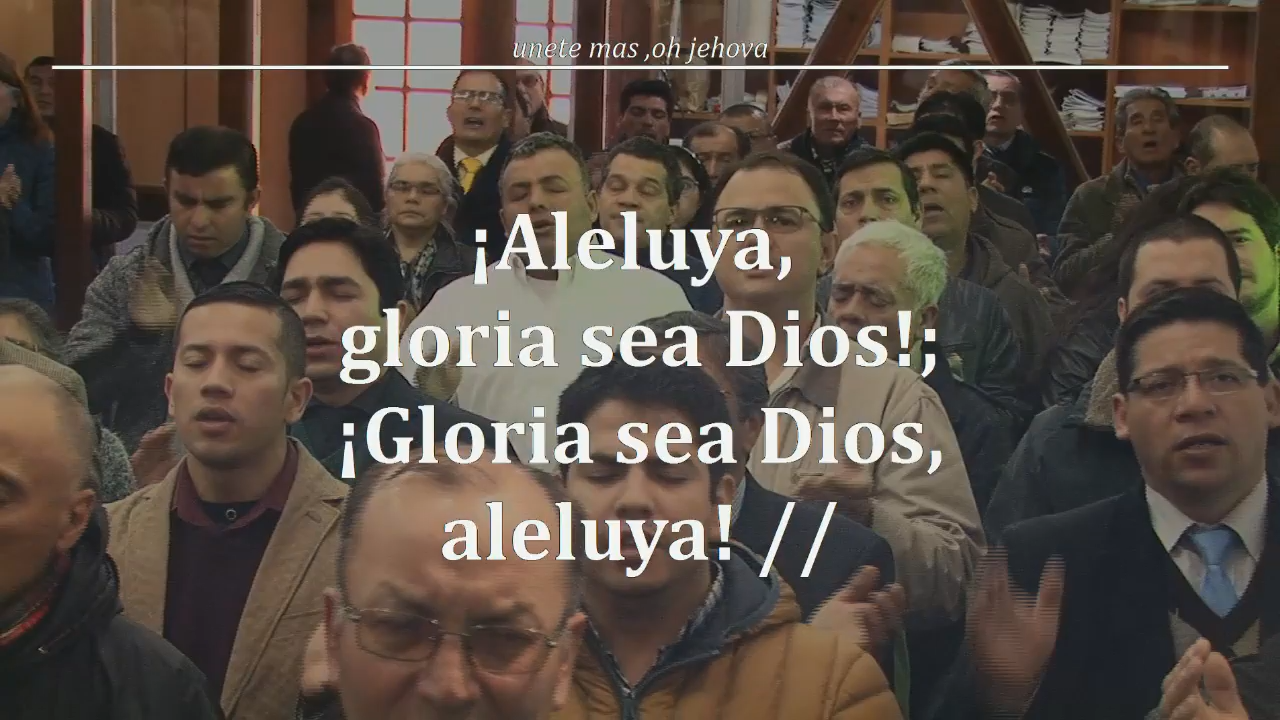 unete mas ,oh jehova
¡Aleluya,
gloria sea Dios!;
¡Gloria sea Dios,
aleluya! //